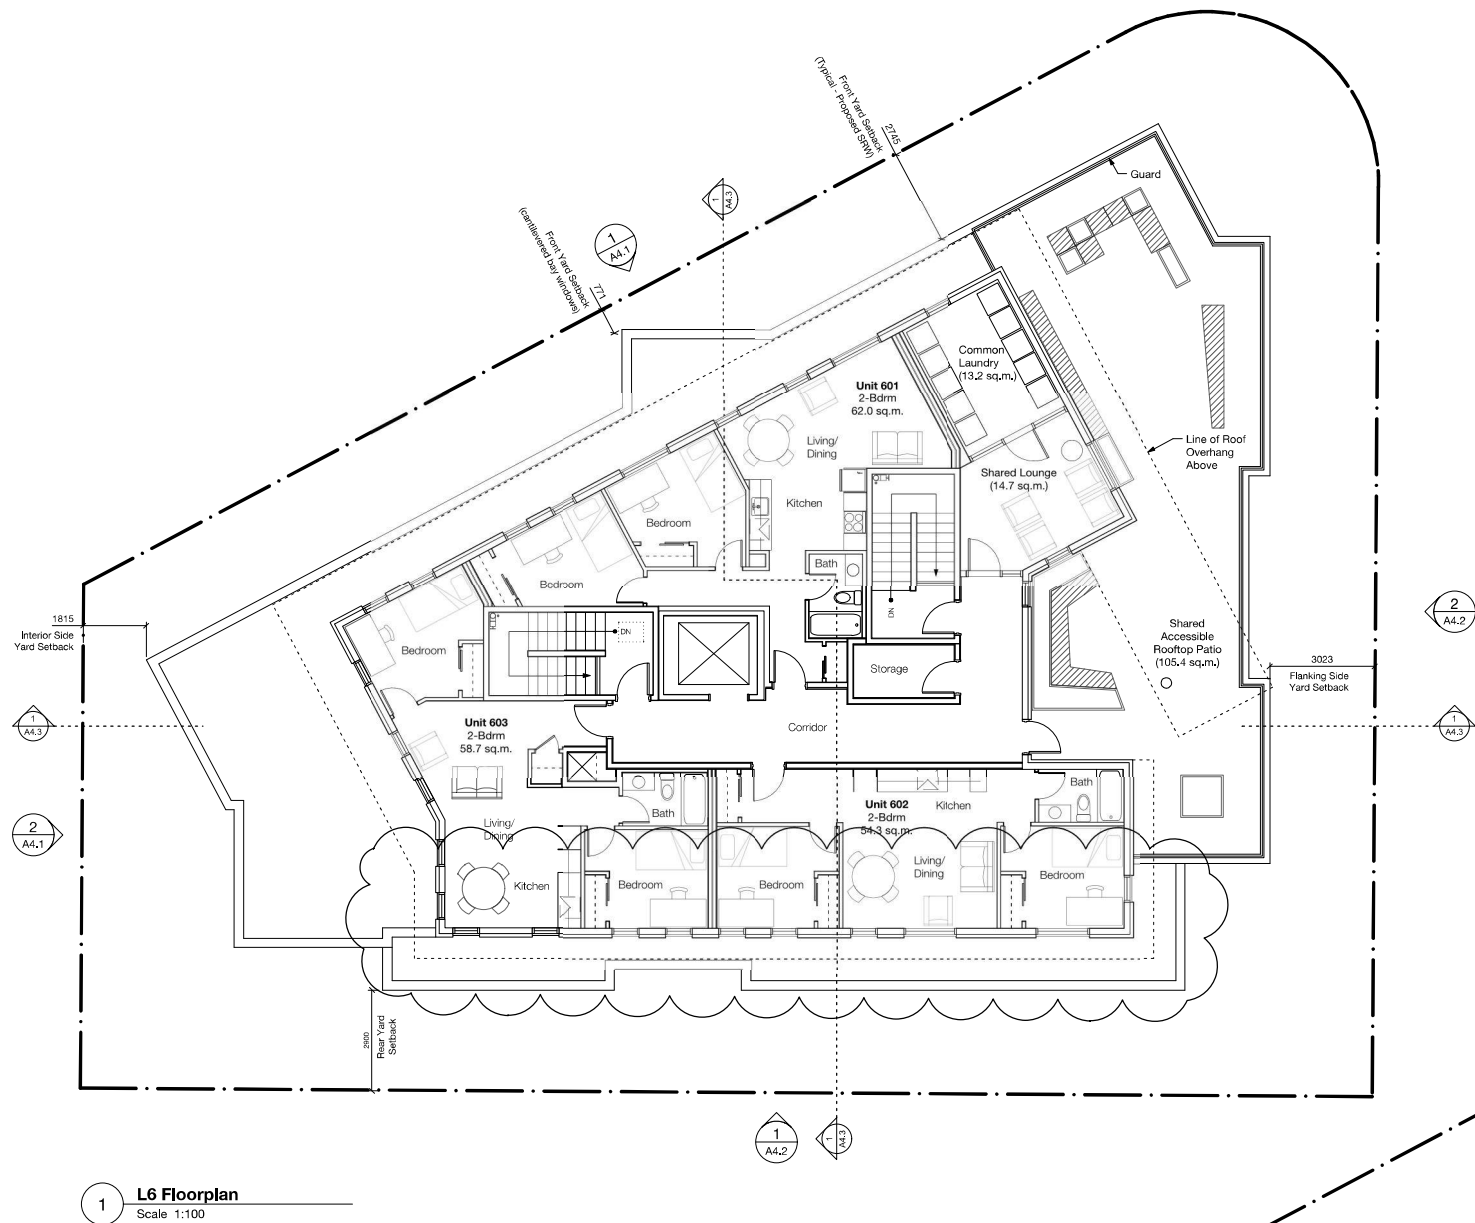 Front Yard Setback
(Typical - Proposed SRW)
2745
Guard
1
A4.3
Front Yard Setback
(cantilevered bay windows)
771
1
A4.1
Common
Laundry
(13.2 sq.m.)
Unit 601
2-Bdrm
62.0 sq.m.
Living/
Dining
Line of Roof
Overhang
Above
Shared Lounge
(14.7 sq.m.)
Kitchen
Bedroom
Bath
Bedroom
DN
1815
Interior Side
Yard Setback
2
A4.2
DN
Shared
Accessible
Rooftop Patio
(105.4 sq.m.)
Bedroom
Storage
3023
Flanking Side
Yard Setback
1
A4.3
Unit 603
2-Bdrm
58.7 sq.m.
Corridor
1
A4.3
2
A4.1
Bath
Unit 602
2-Bdrm
54.3 sq.m.
Kitchen
Bath
Living/
Dining
Kitchen
Bedroom
Bedroom
Living/
Dining
Bedroom
2900
Rear Yard
Setback
1
A4.2
1
A4.3
1
L6 Floorplan
Scale 1:100